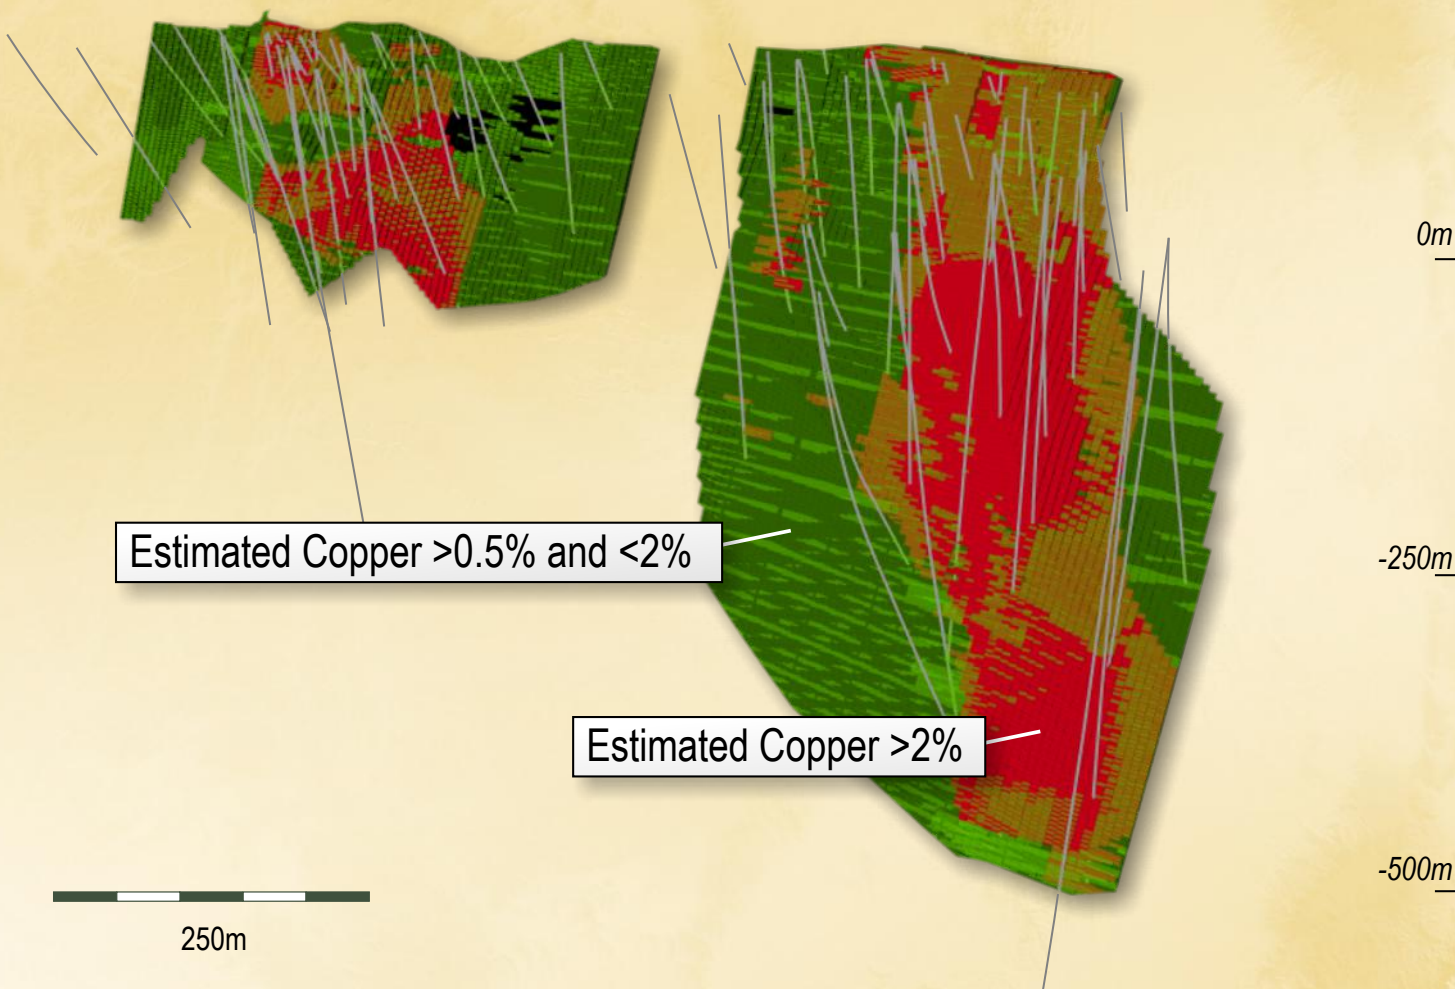 0m
Estimated Copper >0.5% and <2%
-250m
Estimated Copper >2%
-500m
250m